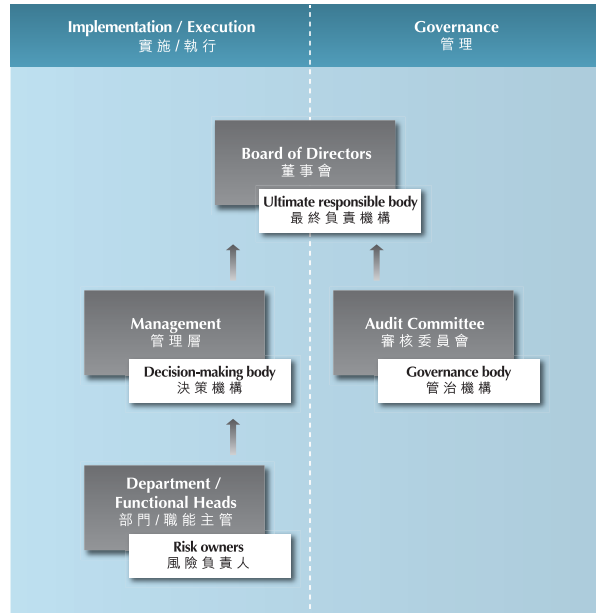 Implementation / Execution
實施/執行
Governance
管理
Board of Directors
董事會
Ultimate responsible body
最終負責機構
Management
管理層
Decision-making body
決策機構
Audit Committee
審核委員會
Governance body
管治機構
Department /
Functional Heads
部門/職能主管
Risk owners
風險負責人